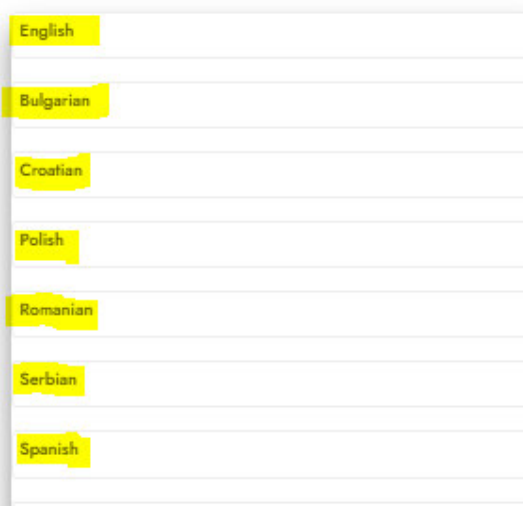 English
Bulgarian
Croatian
Polish
Romanian
Serbian
Spanish